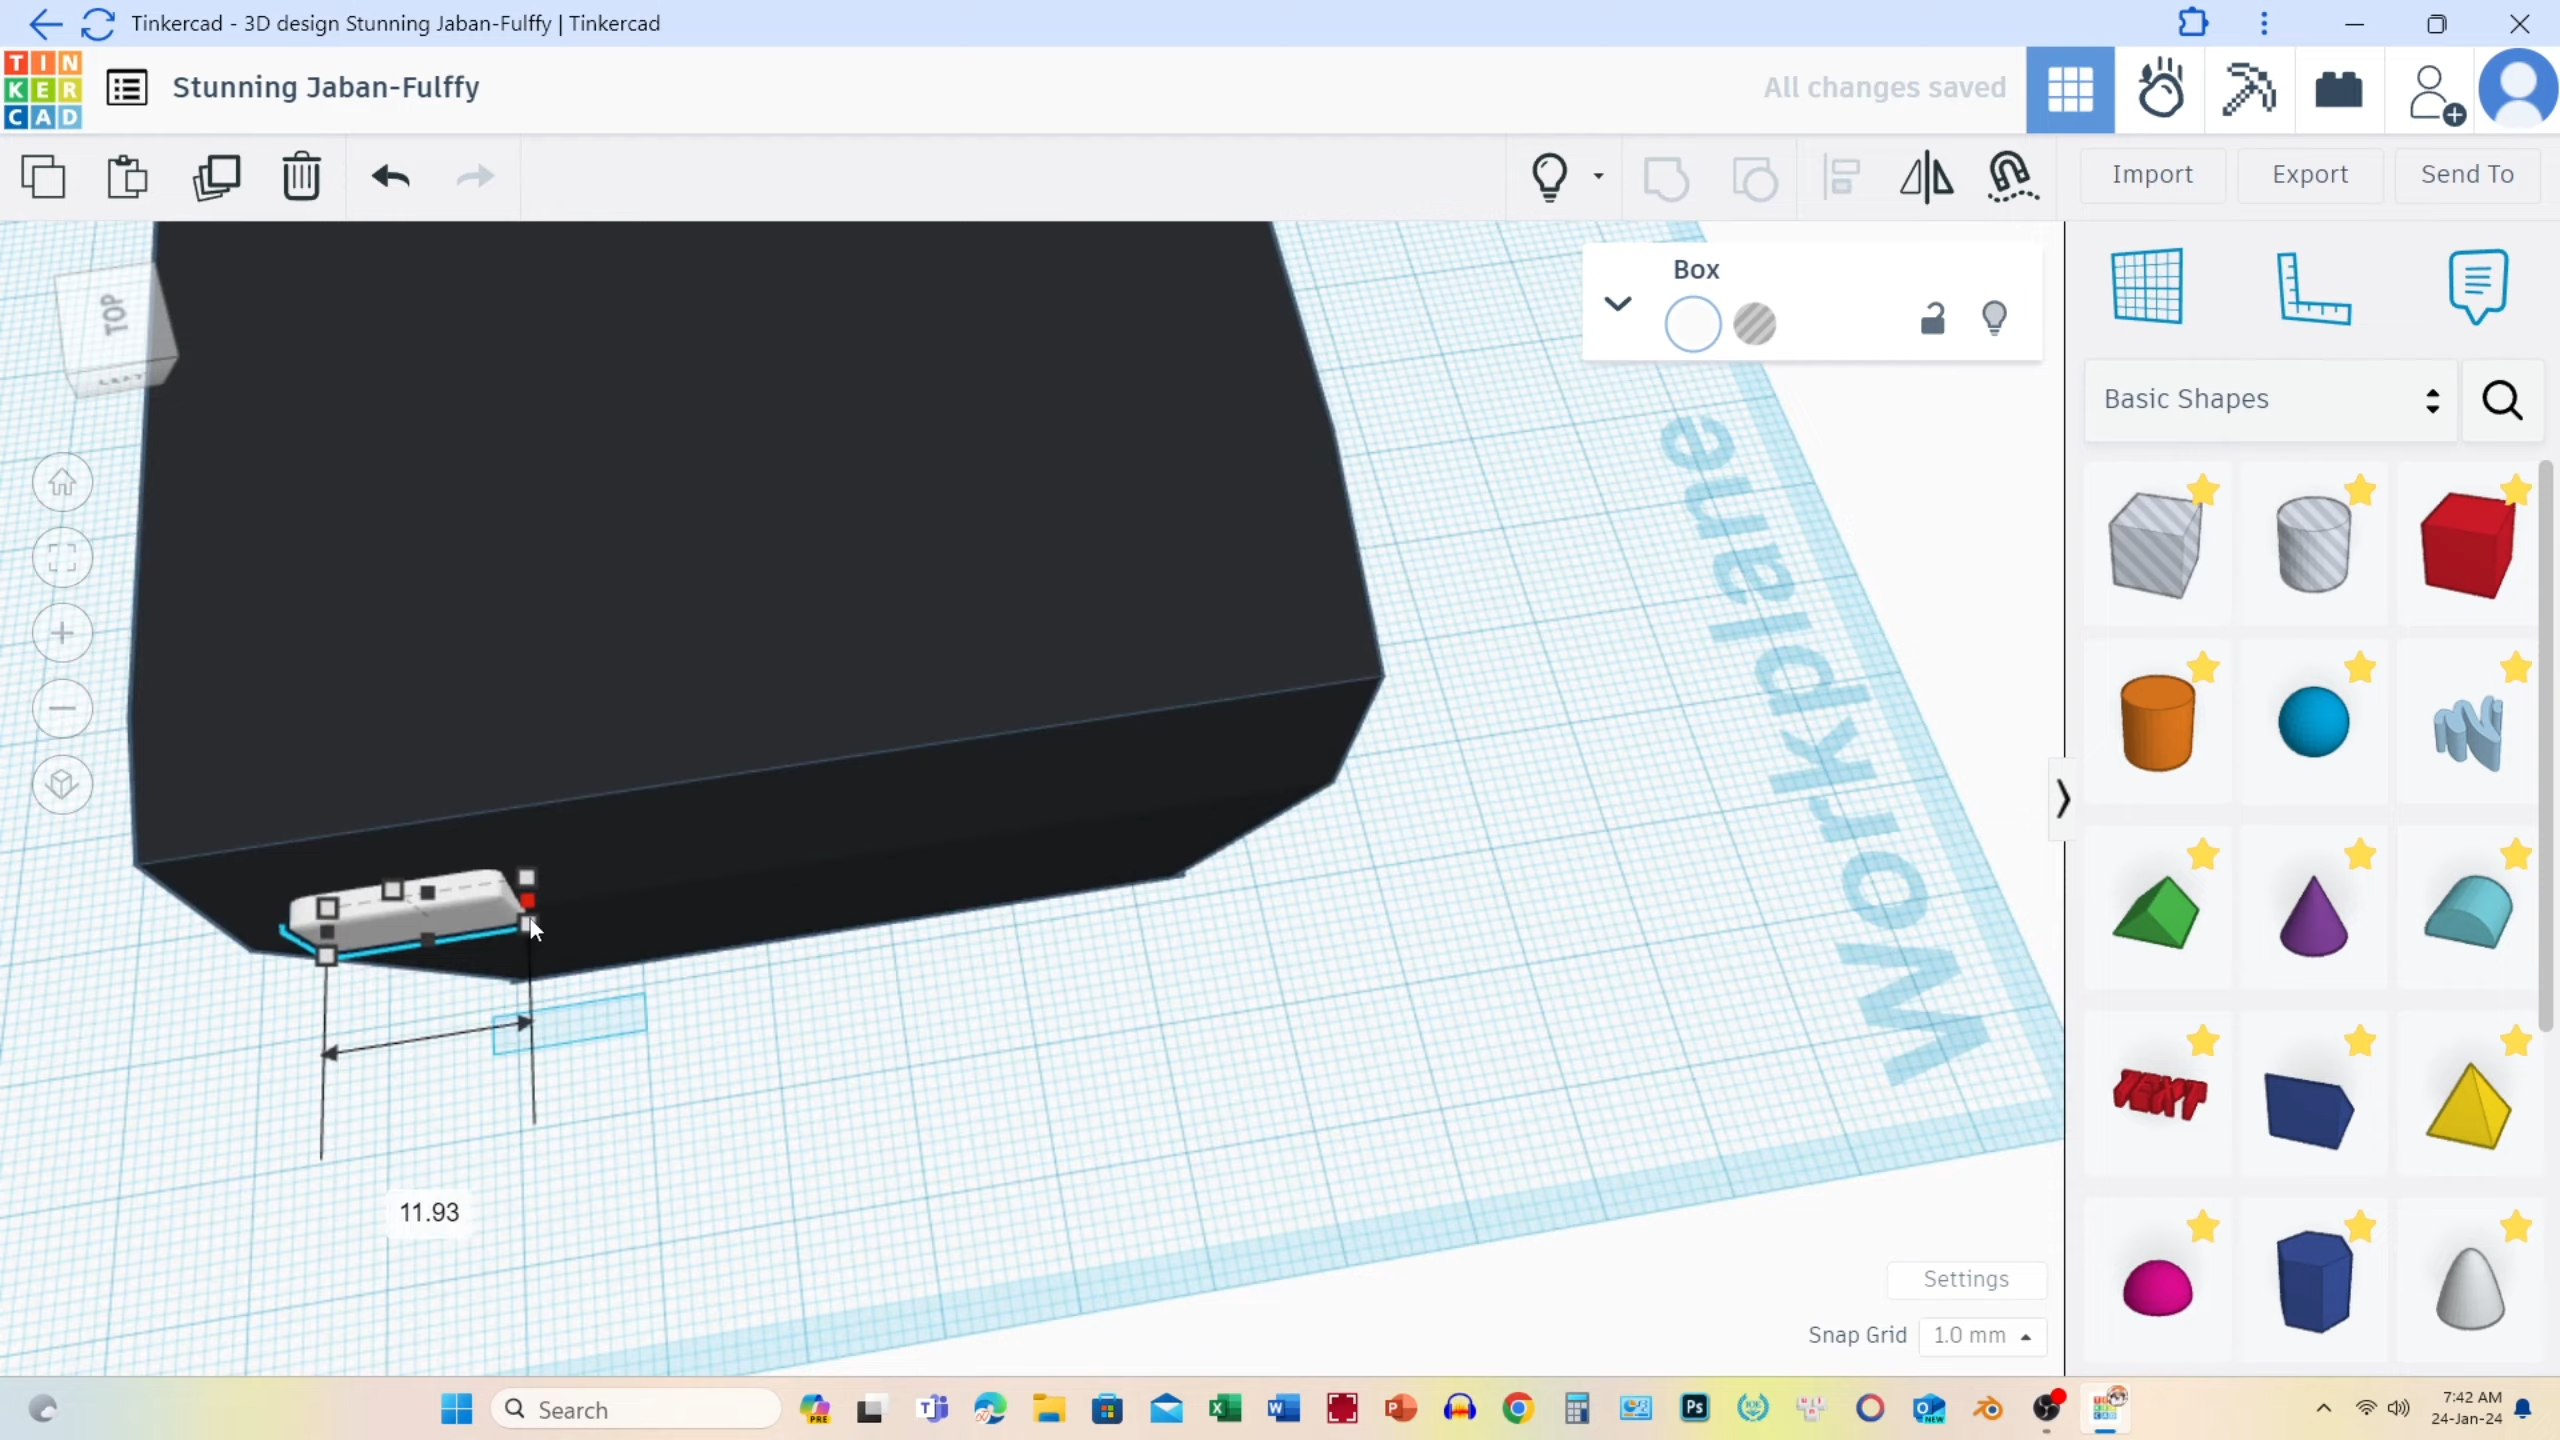 Tinkercad - 3D design Stunning Jaban-Fulffy | Tinkercad
TIN
KER
CAD
Stunning Jaban-Fulffy
All changes saved
Import
Export
Send To
TOP
Box
Basic Shapes
Workplane
TEXT
11.93
Settings
Snap Grid
1.0 mm
Search
PRE
7:42 AM
24-Jan-24